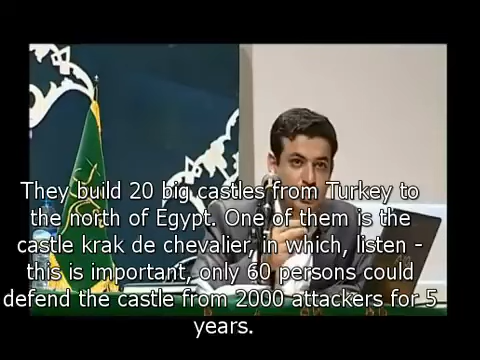 They build 20 big castles from Turkey to
the north of Egypt. One of them is the
castle krak de chevalier, in which, listen -
this is important, only 60 persons could
defend the castle from 2000 attackers for 5
years.